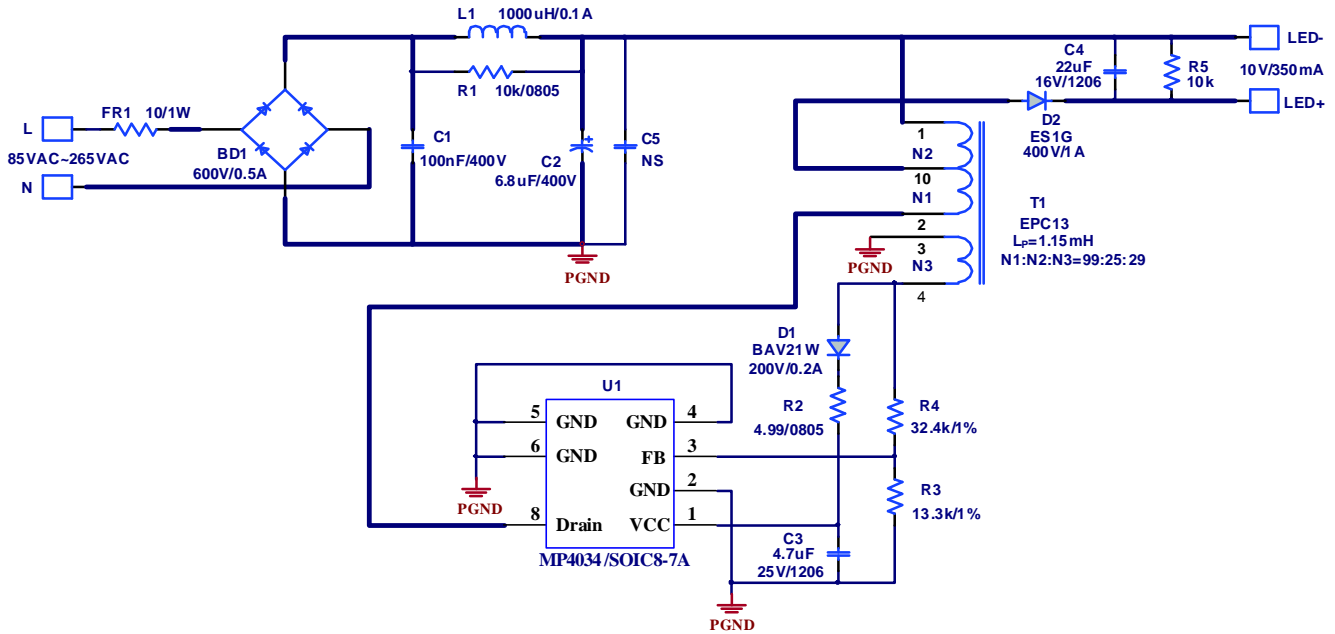 L1
1000uH/0.1A
R1
10k/0805
FR1
10/1W
L
85VAC~265VAC
N
BD1
600V/0.5A
C1
100nF/400V
C2
6.8uF/400V
C5
NS
PGND
LED-
10V/350mA
LED+
C4
22uF
16V/1206
R5
10k
D2
ES1G
400V/1A
1
N2
10
N1
2
3
N3
4
PGND
T1
EPC13
LP=1.15mH
N1:N2:N3=99:25:29
D1
BAV21W
200V/0.2A
R2
4.99/0805
R4
32.4k/1%
R3
13.3k/1%
U1
5
GND
GND
4
6
GND
FB
3
GND
2
8
Drain
VCC
1
MP4034/SOIC8-7A
PGND
C3
4.7uF
25V/1206
PGND